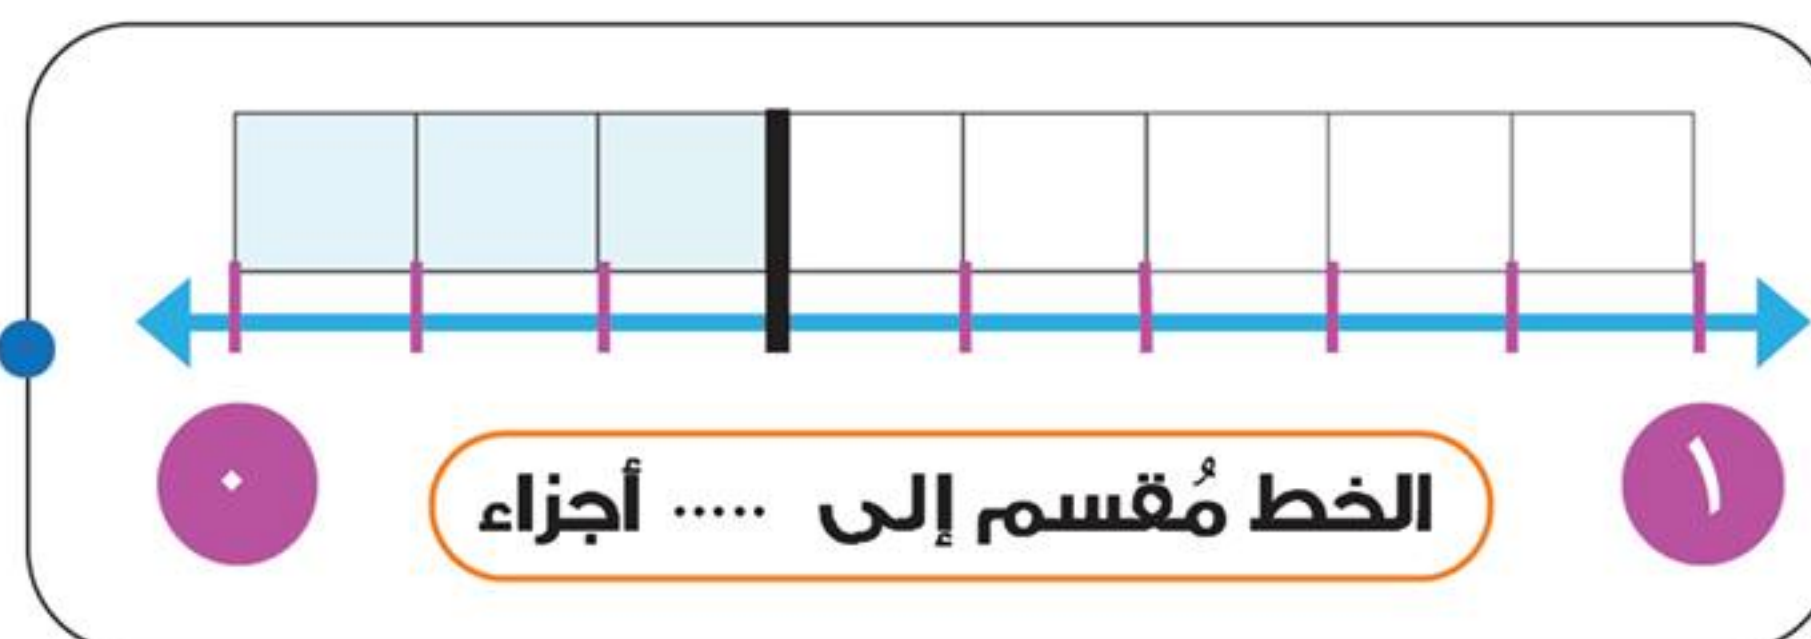 ٠
١
الخط مُقسم إلى ..... أجزاء